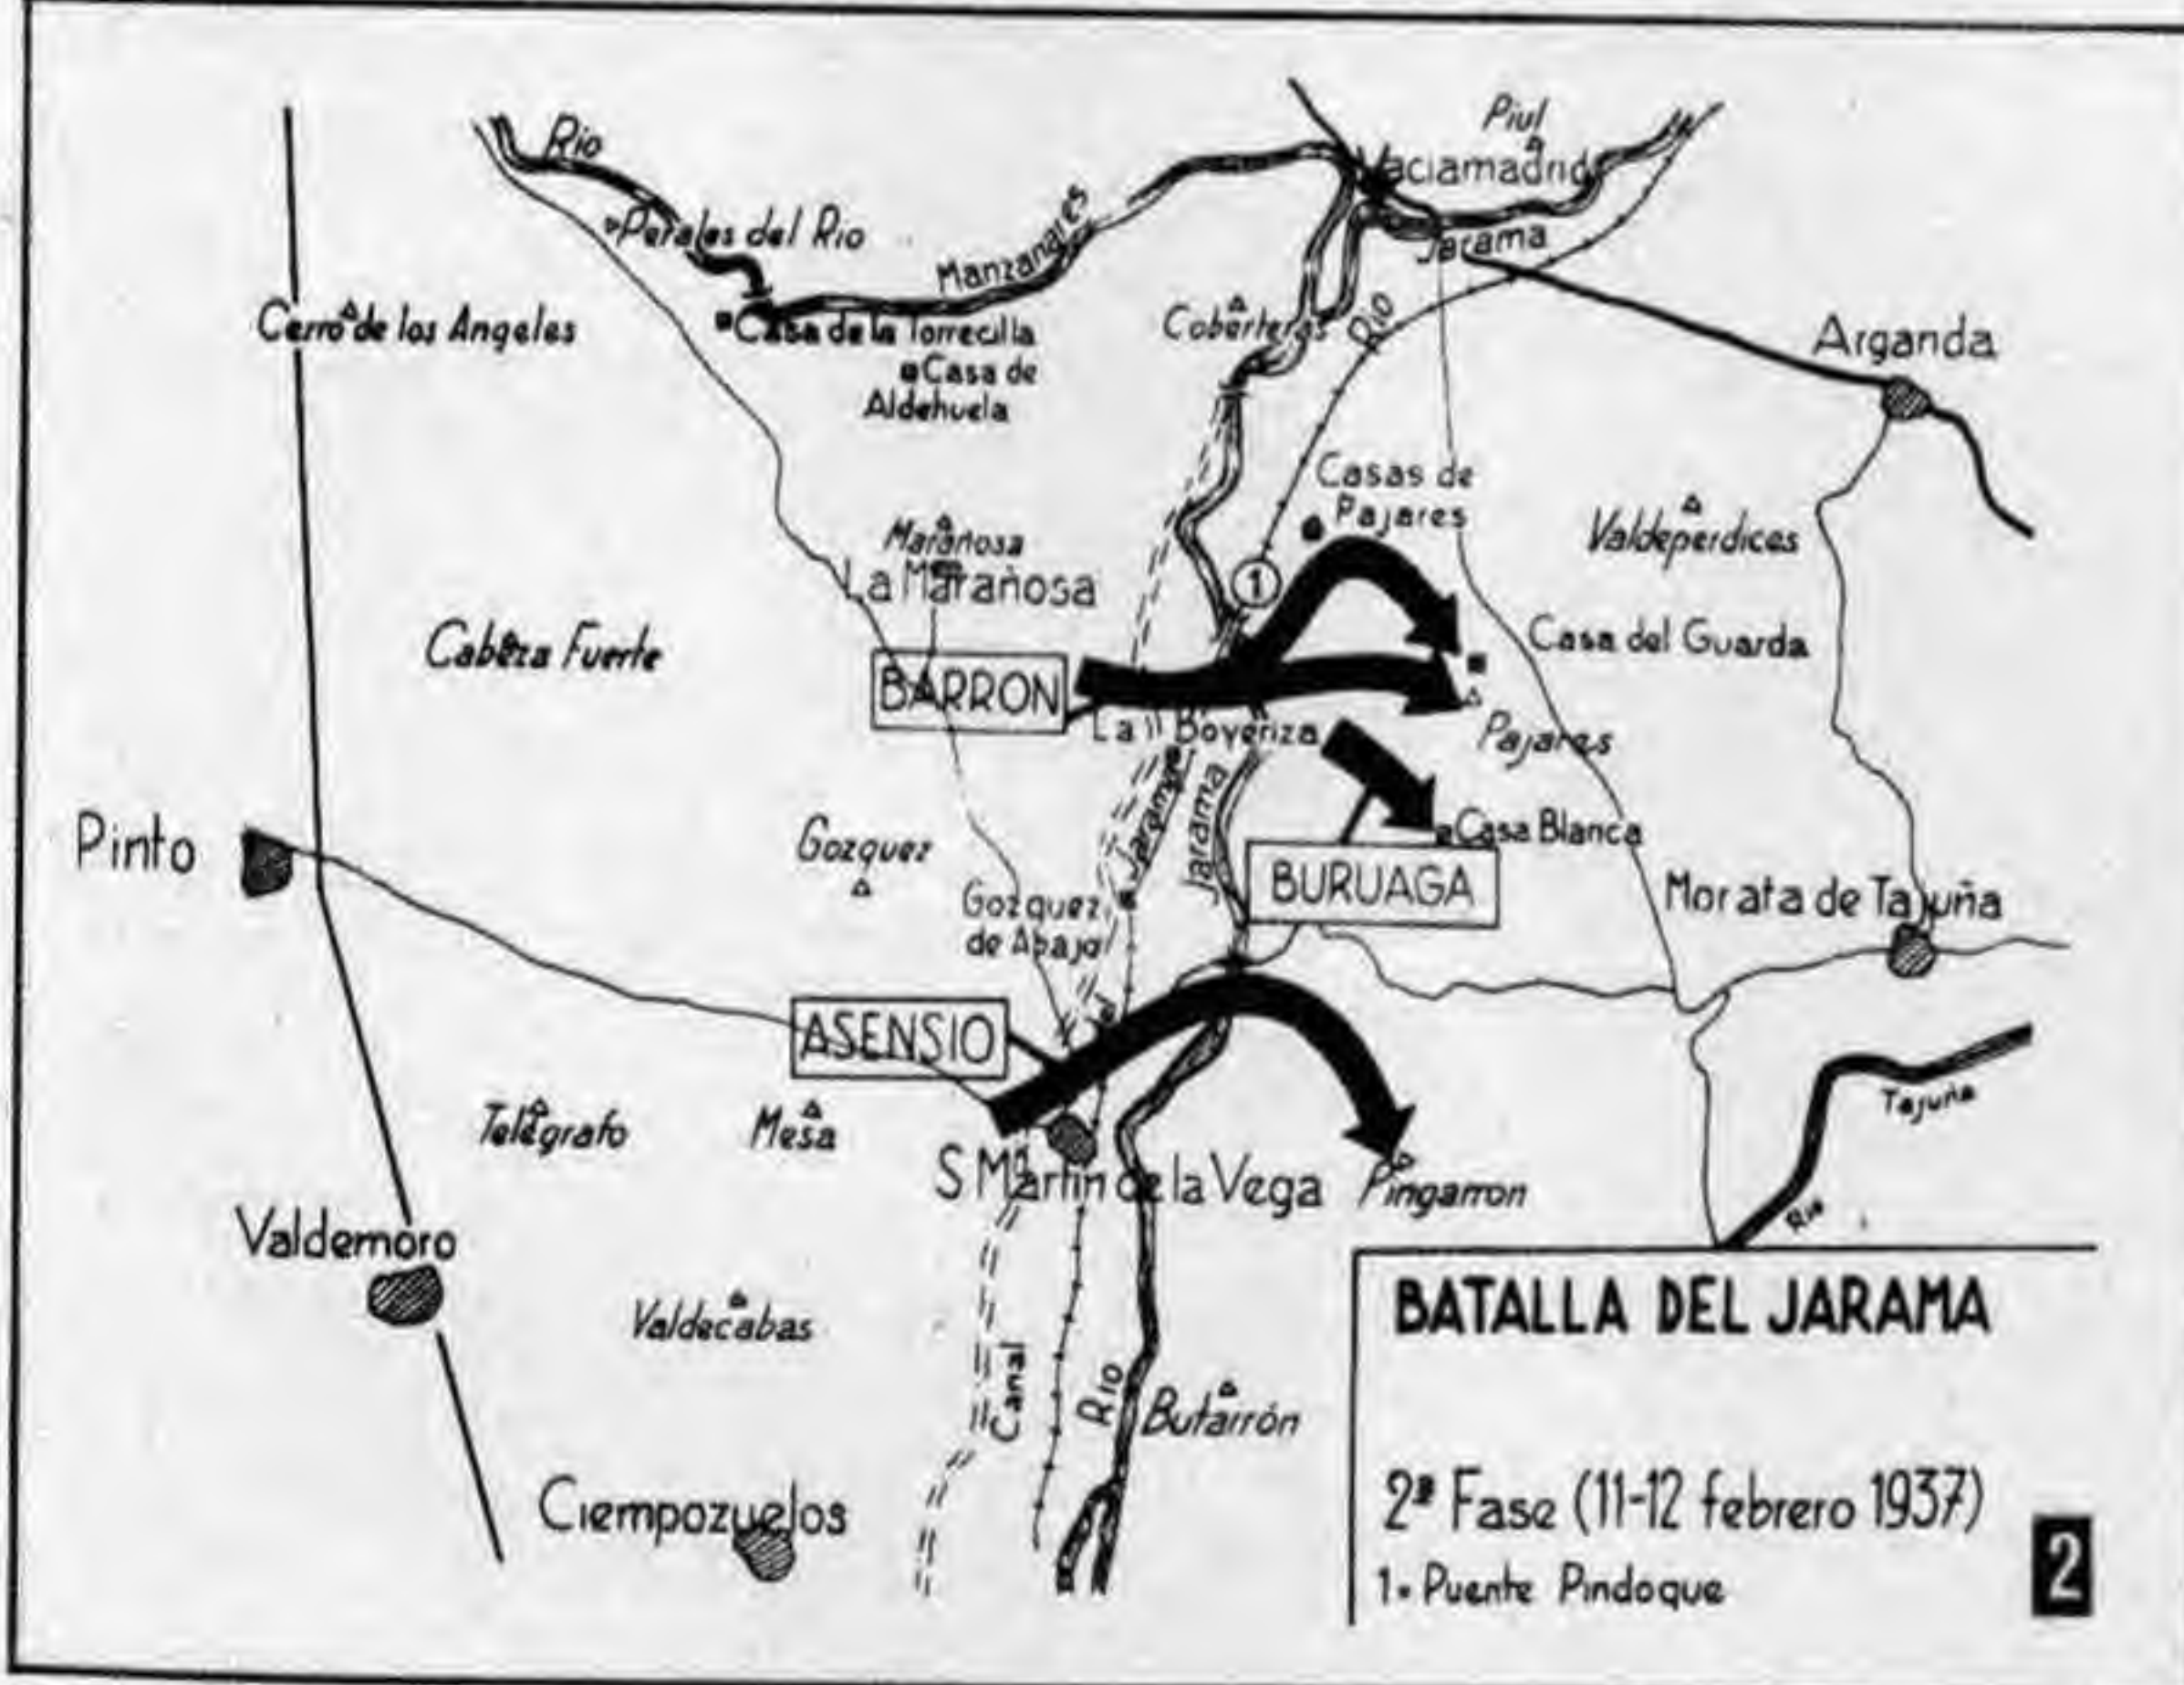 Piul
Rio
Vaciamadrid
Perales del Rio
Manzanares
Jarama
Cerro de los Angeles
Casa de la Torrecilla
Coberteras
Rio
Arganda
Casa de
Aldehuela
Casas de
Pajares
Marañosa
Valdeperdices
La Marañosa
1
Cabeza Fuerte
Casa del Guarda
BARRON
La Boyeriza
Pajares
Jarama
Jarama
Pinto
Gozquez
Casa Blanca
BURUAGA
Gozquez
de Abajo
Morata de Tajuña
del
ASENSIO
Telégrafo
Mesa
Tajuña
S Martin de la Vega
Pingarron
Rio
Valdemoro
Valdecabas
Canal
Rio
Butarrón
Ciempozuelos
BATALLA DEL JARAMA
2ª Fase (11-12 febrero 1937)
1. Puente Pindoque
2